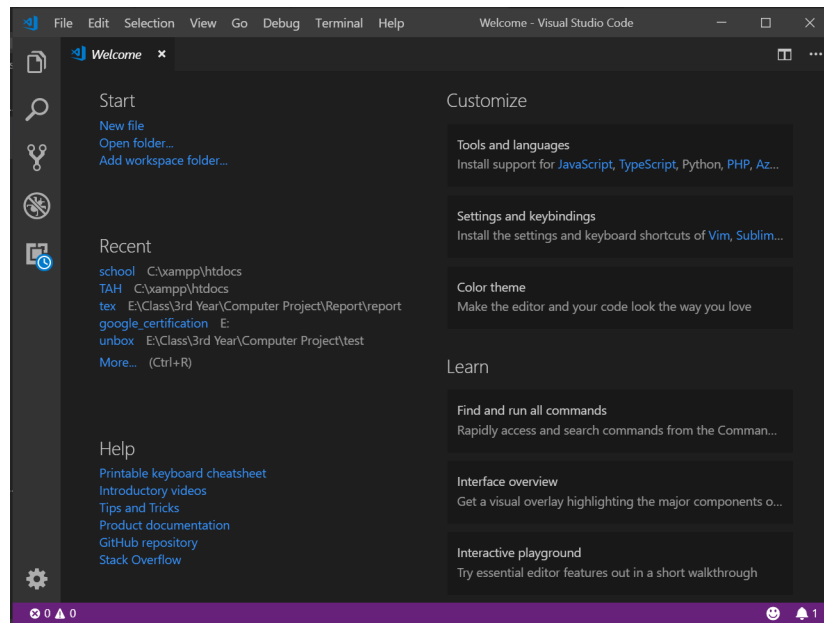 File Edit Selection View Go Debug Terminal Help Welcome - Visual Studio Code
Welcome
Start
New file
Open folder...
Add workspace folder...
Recent
school C:\xampp\htdocs
TAH C:\xampp\htdocs
tex E:\Class\3rd Year\Computer Project\Report\report
google_certification E:
unbox E:\Class\3rd Year\Computer Project\test
More... (Ctrl+R)
Help
Printable keyboard cheatsheet
Introductory videos
Tips and Tricks
Product documentation
GitHub repository
Stack Overflow
Customize
Tools and languages
Install support for JavaScript, TypeScript, Python, PHP, Az...
Settings and keybindings
Install the settings and keyboard shortcuts of Vim, Sublim...
Color theme
Make the editor and your code look the way you love
Learn
Find and run all commands
Rapidly access and search commands from the Comman...
Interface overview
Get a visual overlay highlighting the major components o...
Interactive playground
Try essential editor features out in a short walkthrough
0 0 1